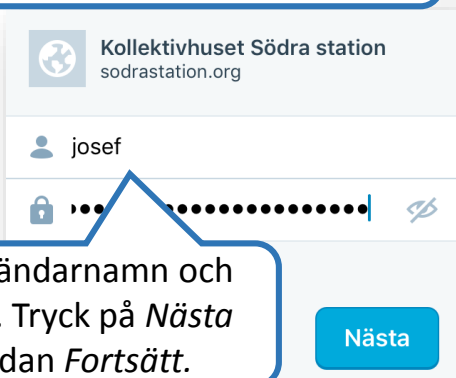 Kollektivhuset Södra station
sodrastation.org
josef
ändarnamn och
. Tryck på Nästa
dan Fortsätt.
Nästa